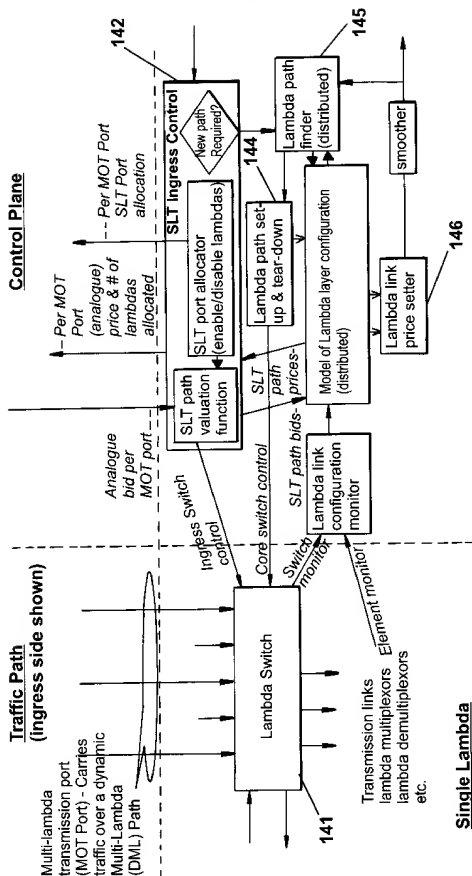 Control Plane
142
Per MOT Port
SLT Port
allocation
Per MOT
Port
(analogue)
price & # of
lambdas
allocated
Analogue
bid per
MOT port
SLT Ingress Control
New path
Required?
SLT port allocator
(enable/disable lambdas)
SLT path
valuation
function
145
Lambda path
finder
(distributed)
144
Lambda path set-
up & tear-down
SLT
path
prices-
Model of Lambda layer configuration
(distributed)
smoother
Lambda link
price setter
146
SLT path bids-
Lambda link
configuration
monitor
Ingress Switch
control
Core switch control
Switch
monitor
Element monitor
Traffic Path
(ingress side shown)
Multi-lambda
transmission port
(MOT Port) - Carries
traffic over a dynamic
Multi-Lambda
(DML) Path
Lambda Switch
141
Transmission links
lambda multiplexors
lambda demultiplexors
etc.
Single Lambda